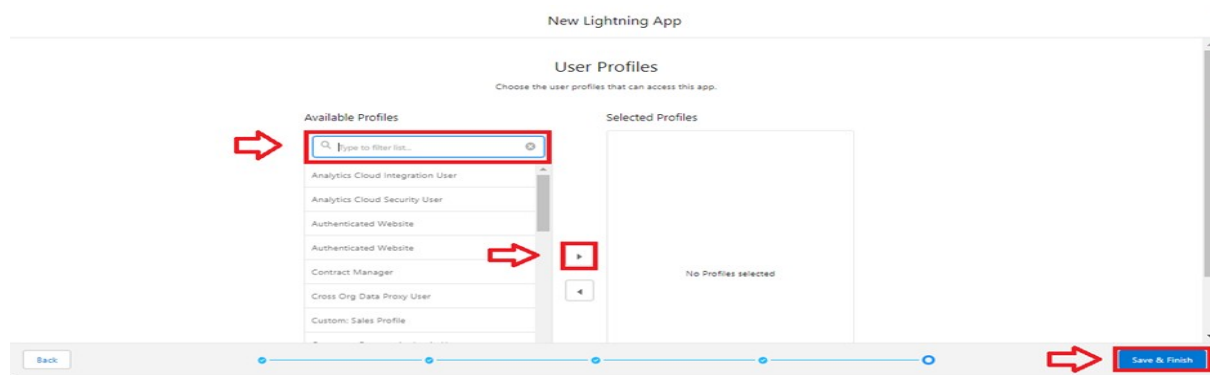 New Lightning App
User Profiles
Choose the user profiles that can access this app.
Available Profiles
Selected Profiles
Type to filter list...
Analytics Cloud Integration User
Analytics Cloud Security User
Authenticated Website
Authenticated Website
Contract Manager
Cross Org Data Proxy User
Custom: Sales Profile
No Profiles selected
Back
Save & Finish